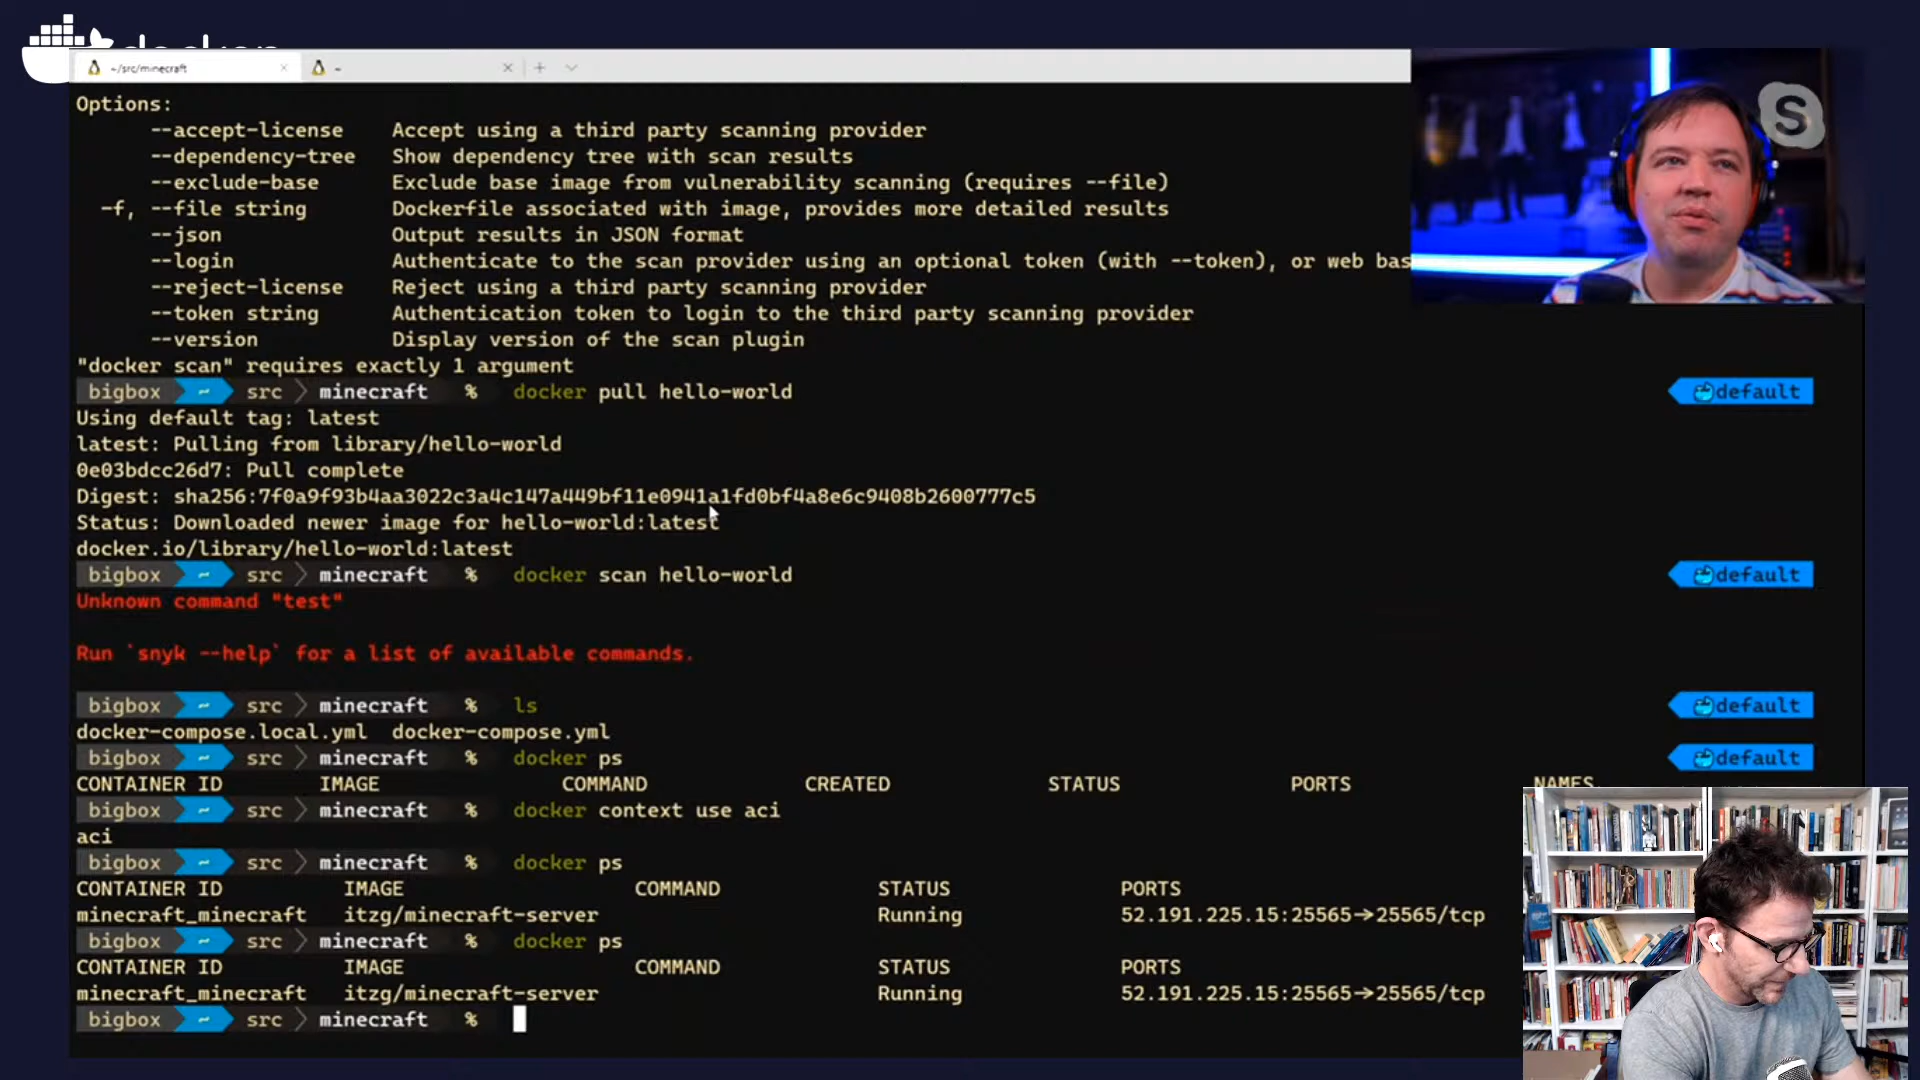 docker
~/src/minecraft
~
Options:
--accept-license Accept using a third party scanning provider
--dependency-tree Show dependency tree with scan results
--exclude-base Exclude base image from vulnerability scanning (requires --file)
-f, --file string Dockerfile associated with image, provides more detailed results
--json Output results in JSON format
--login Authenticate to the scan provider using an optional token (with --token), or web bas
--reject-license Reject using a third party scanning provider
--token string Authentication token to login to the third party scanning provider
--version Display version of the scan plugin
"docker scan" requires exactly 1 argument
bigbox ~ src minecraft % docker pull hello-world default
Using default tag: latest
latest: Pulling from library/hello-world
0e03bdcc26d7: Pull complete
Digest: sha256:7f0a9f93b4aa3022c3a4c147a449bf11e0941a1fd0bf4a8e6c9408b2600777c5
Status: Downloaded newer image for hello-world:latest
docker.io/library/hello-world:latest
bigbox ~ src minecraft % docker scan hello-world default
Unknown command "test"
Run `snyk --help` for a list of available commands.
bigbox ~ src minecraft % ls default
docker-compose.local.yml docker-compose.yml
bigbox ~ src minecraft % docker ps default
CONTAINER ID IMAGE COMMAND CREATED STATUS PORTS NAMES
bigbox ~ src minecraft % docker context use aci
aci
bigbox ~ src minecraft % docker ps
CONTAINER ID IMAGE COMMAND STATUS PORTS
minecraft_minecraft itzg/minecraft-server Running 52.191.225.15:25565->25565/tcp
bigbox ~ src minecraft % docker ps
CONTAINER ID IMAGE COMMAND STATUS PORTS
minecraft_minecraft itzg/minecraft-server Running 52.191.225.15:25565->25565/tcp
bigbox ~ src minecraft %